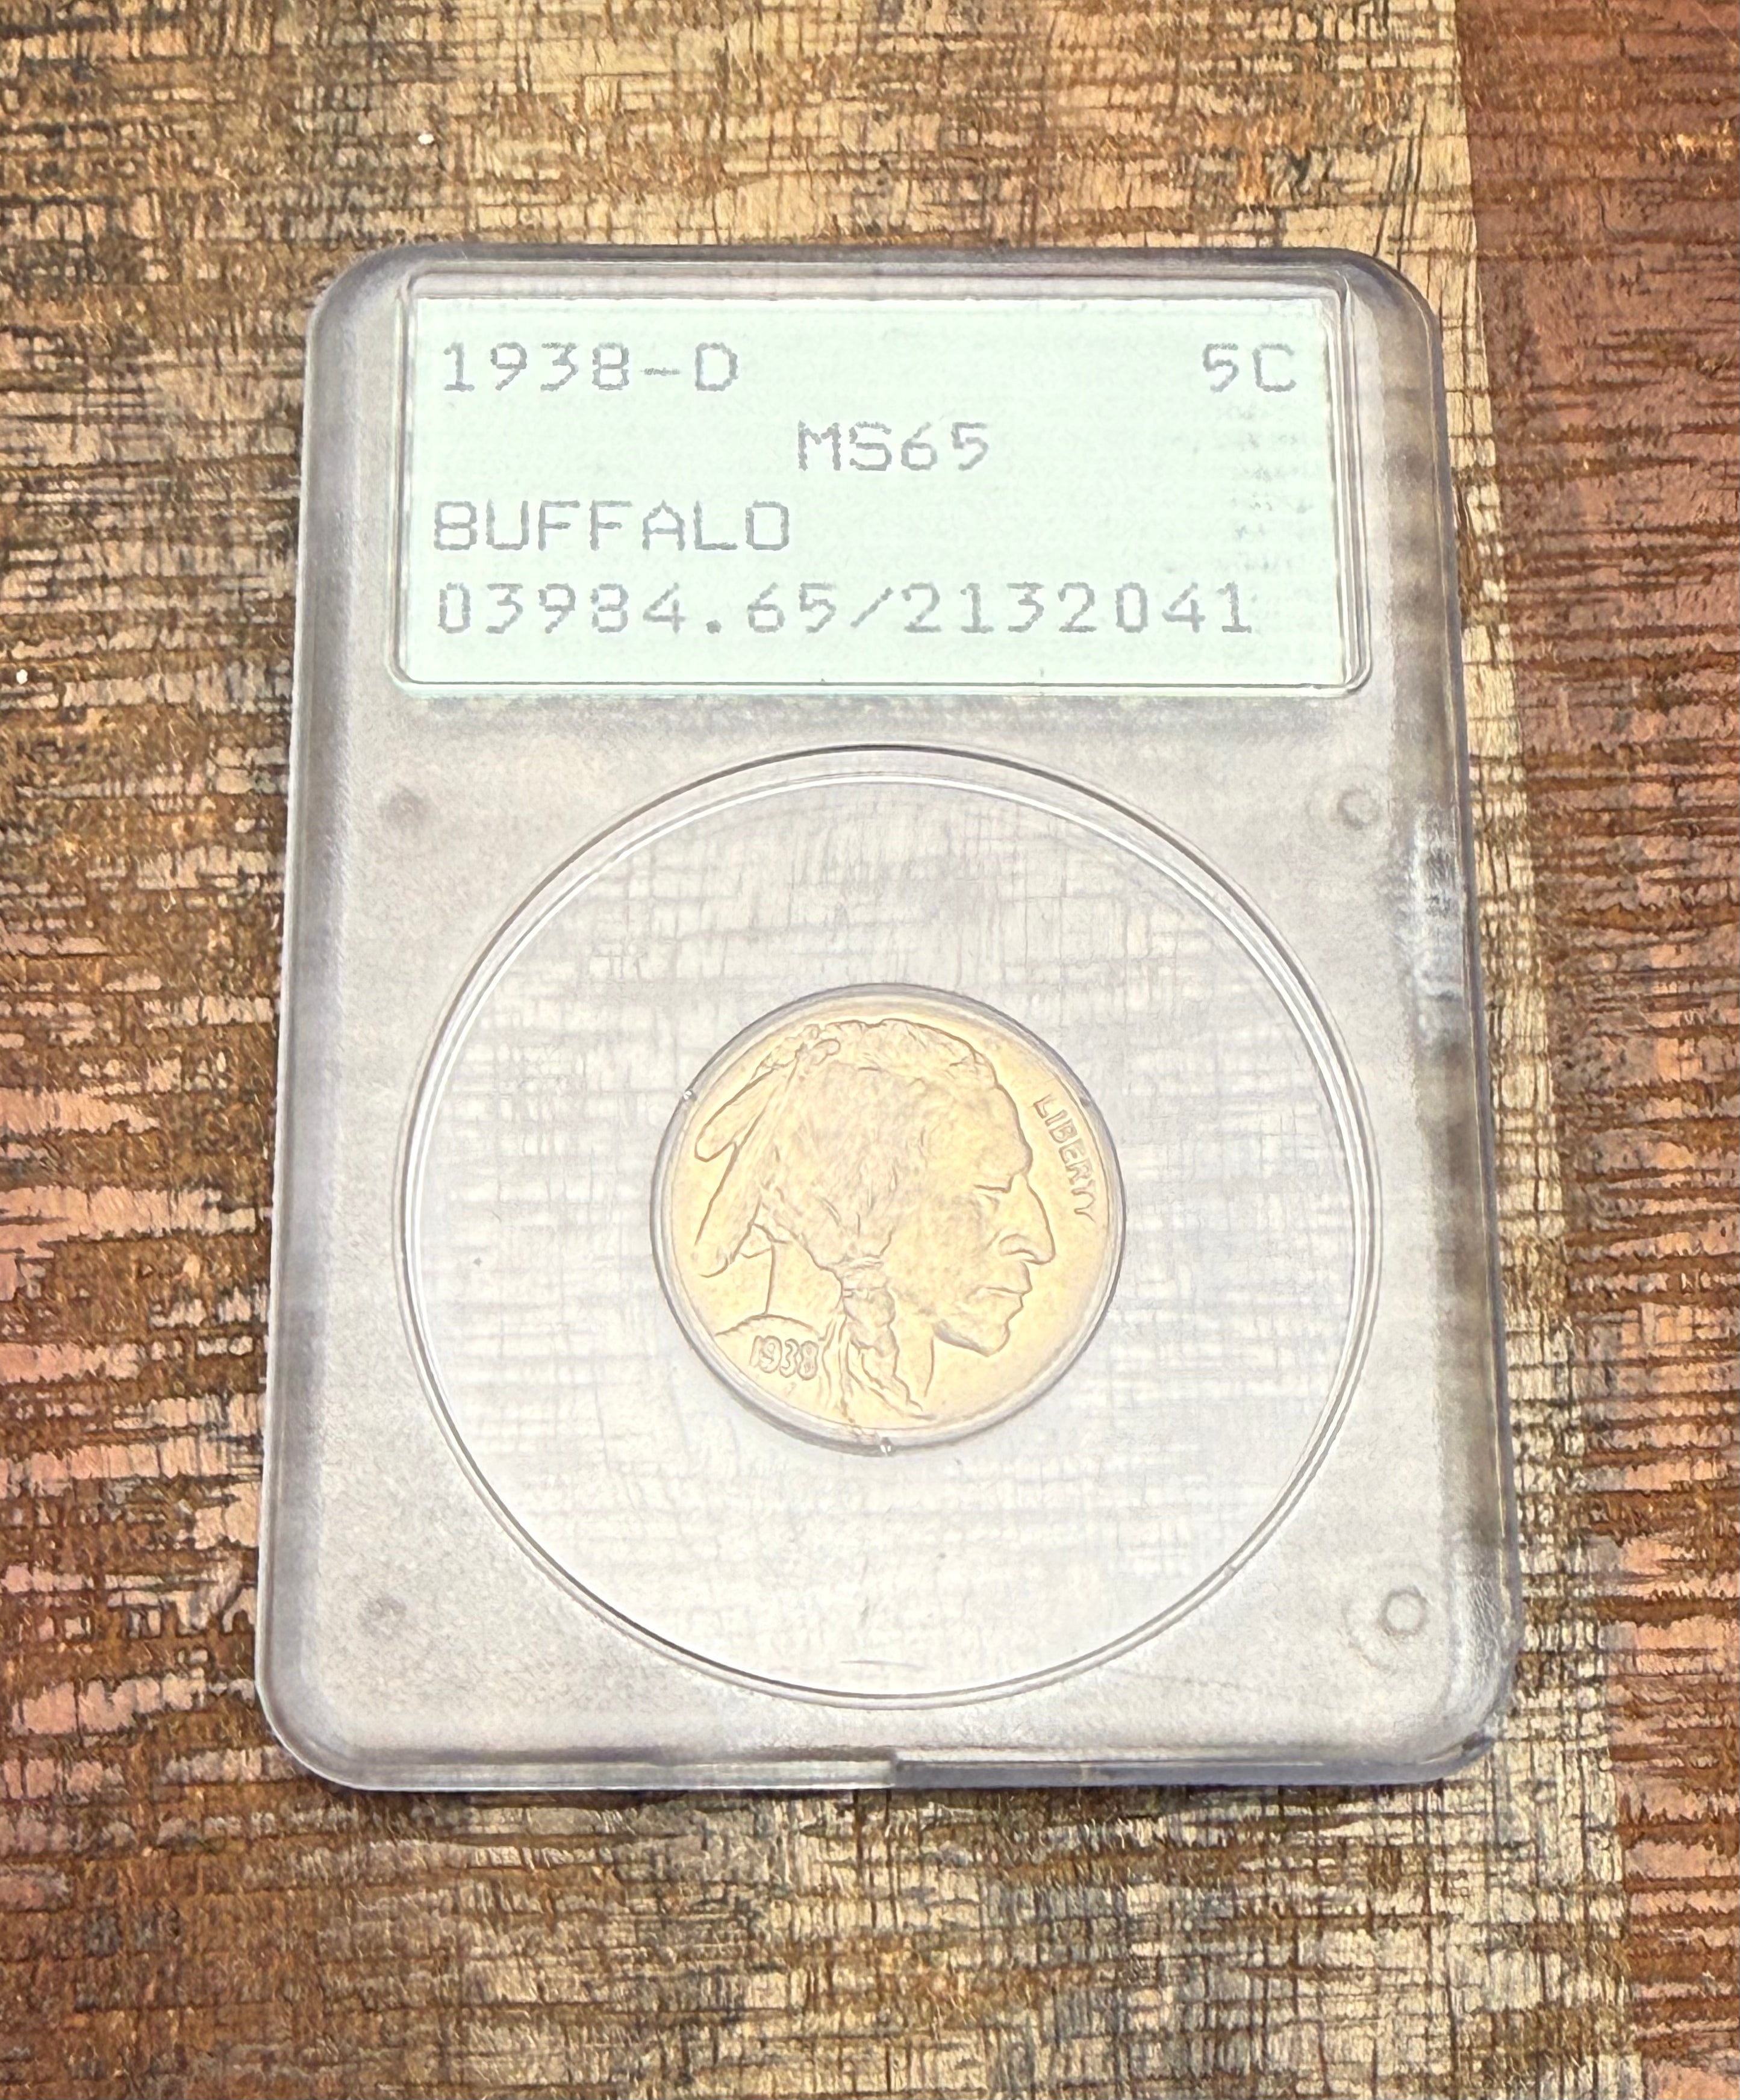 1938-D 5C
MS65
BUFFALO
03984.65/2132041
LIBERTY
1938